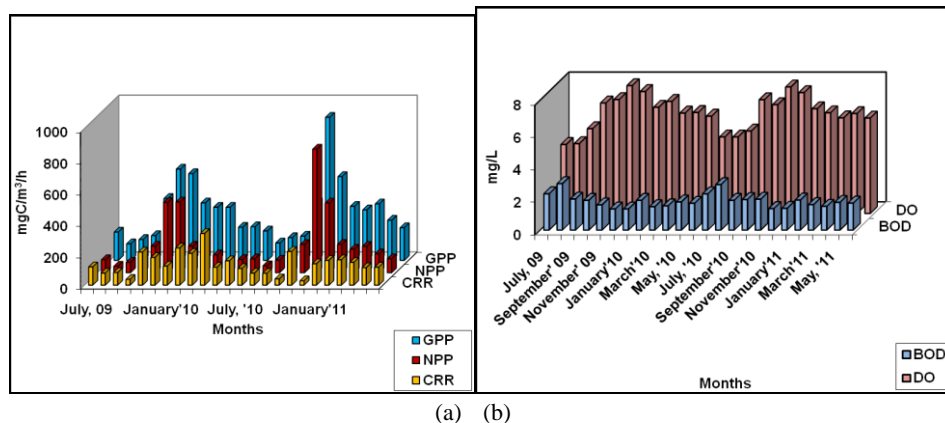 1000
800
600
400
200
0
mgC/m³/h
July, 09 January'10 July, '10 January'11
Months
GPP
NPP
CRR
GPP
NPP
CRR
8
6
4
2
0
mg/L
July, 09
September' 09
November' 09
January'10
March'10
May, '10
July, '10
September'10
November'10
January'11
March'11
May, '11
DO
BOD
Months
BOD
DO
(a) (b)